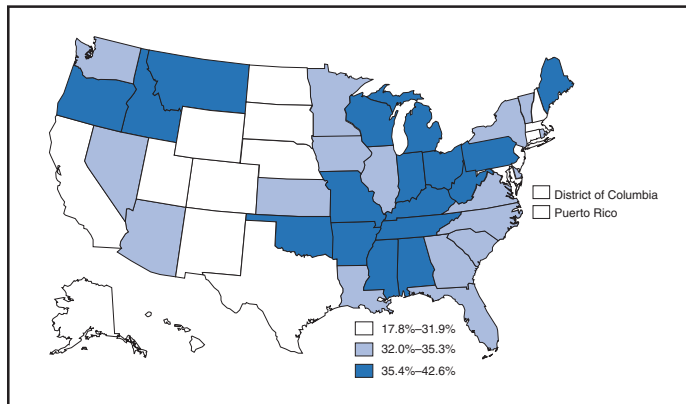 District of Columbia
Puerto Rico
17.8%–31.9%
32.0%–35.3%
35.4%–42.6%